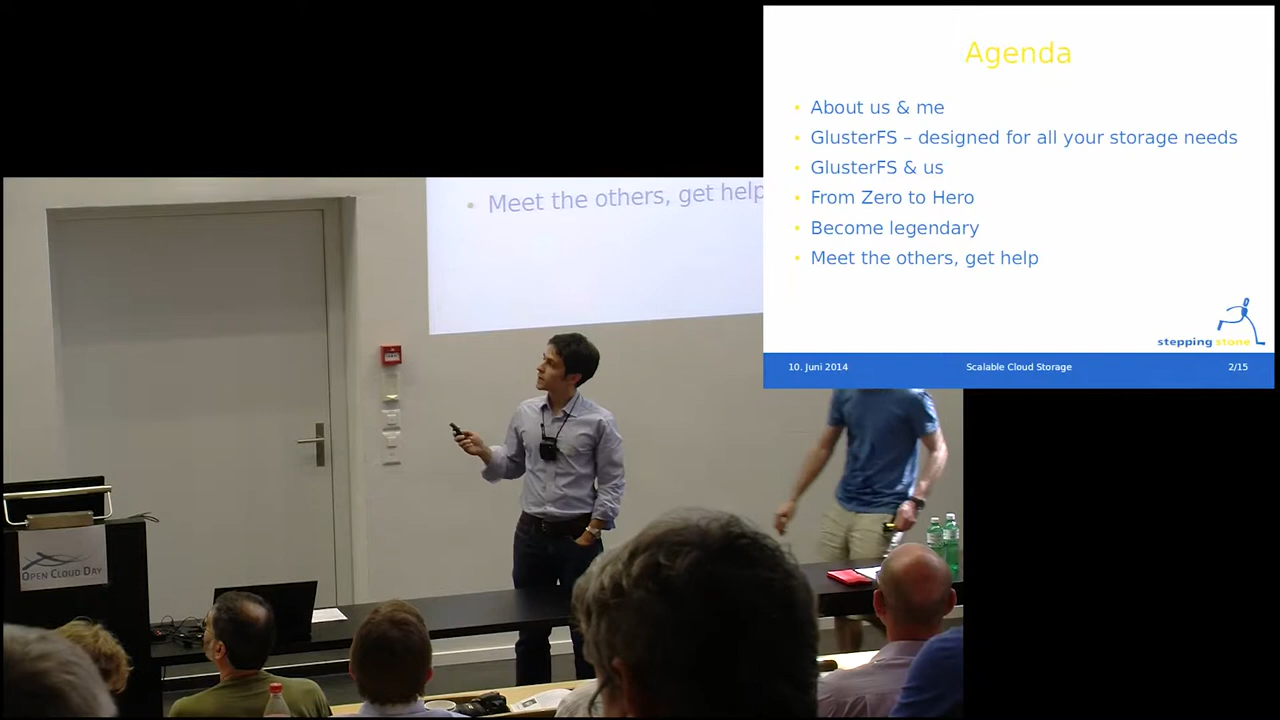 Agenda
• About us & me
• GlusterFS – designed for all your storage needs
• GlusterFS & us
• From Zero to Hero
• Become legendary
• Meet the others, get help
stepping stone
10. Juni 2014 Scalable Cloud Storage 2/15
• Meet the others, get help
OPEN CLOUD DAY